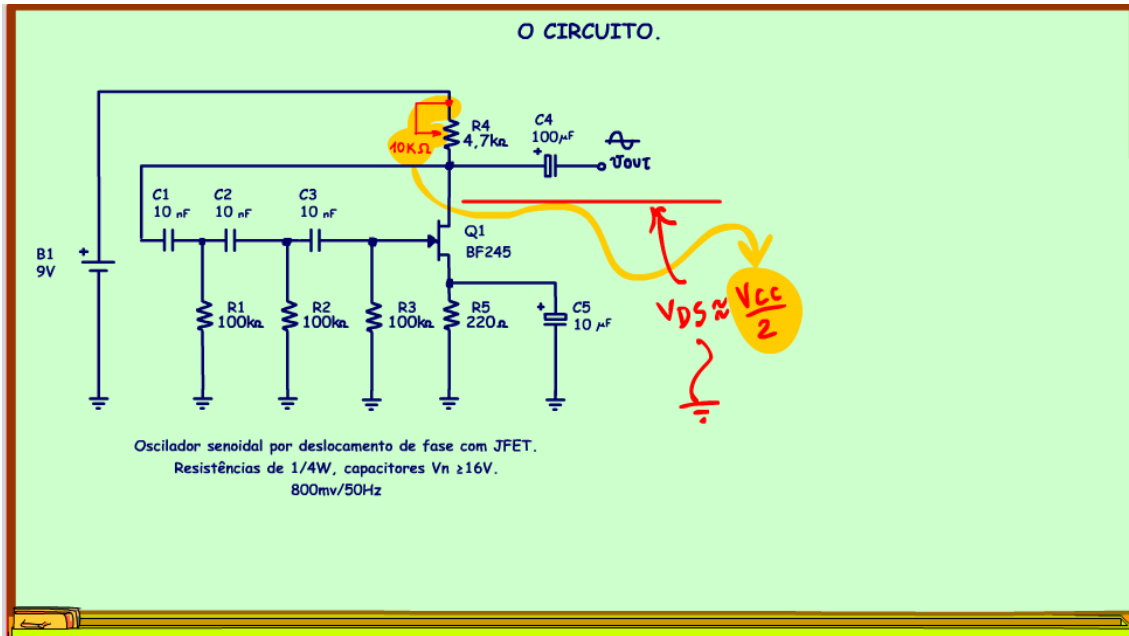 O CIRCUITO.
R4
4,7kΩ
10KΩ
C4
100µF
+
VOUT
C1
10 nF
C2
10 nF
C3
10 nF
Q1
BF245
B1
9V
+
R1
100kΩ
R2
100kΩ
R3
100kΩ
R5
220Ω
+
C5
10 µF
VDS ≈ VCC/2
Oscilador senoidal por deslocamento de fase com JFET.
Resistências de 1/4W, capacitores Vn ≥16V.
800mv/50Hz